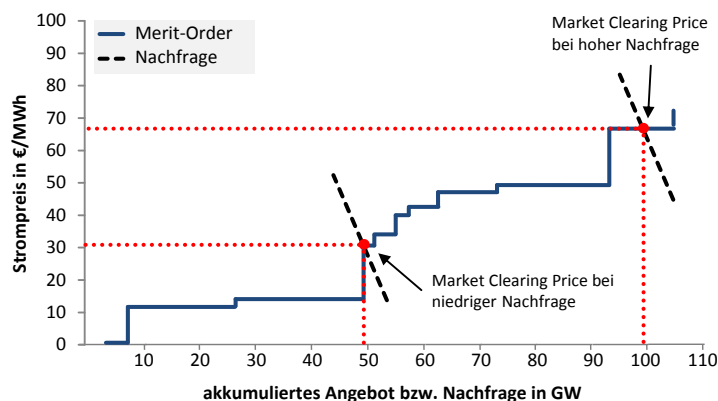 Market Clearing Price
bei hoher Nachfrage
Merit-Order
Nachfrage
Strompreis in €/MWh
100
90
80
70
60
50
40
30
20
10
0
Market Clearing Price bei
niedriger Nachfrage
10 20 30 40 50 60 70 80 90 100 110
akkumuliertes Angebot bzw. Nachfrage in GW